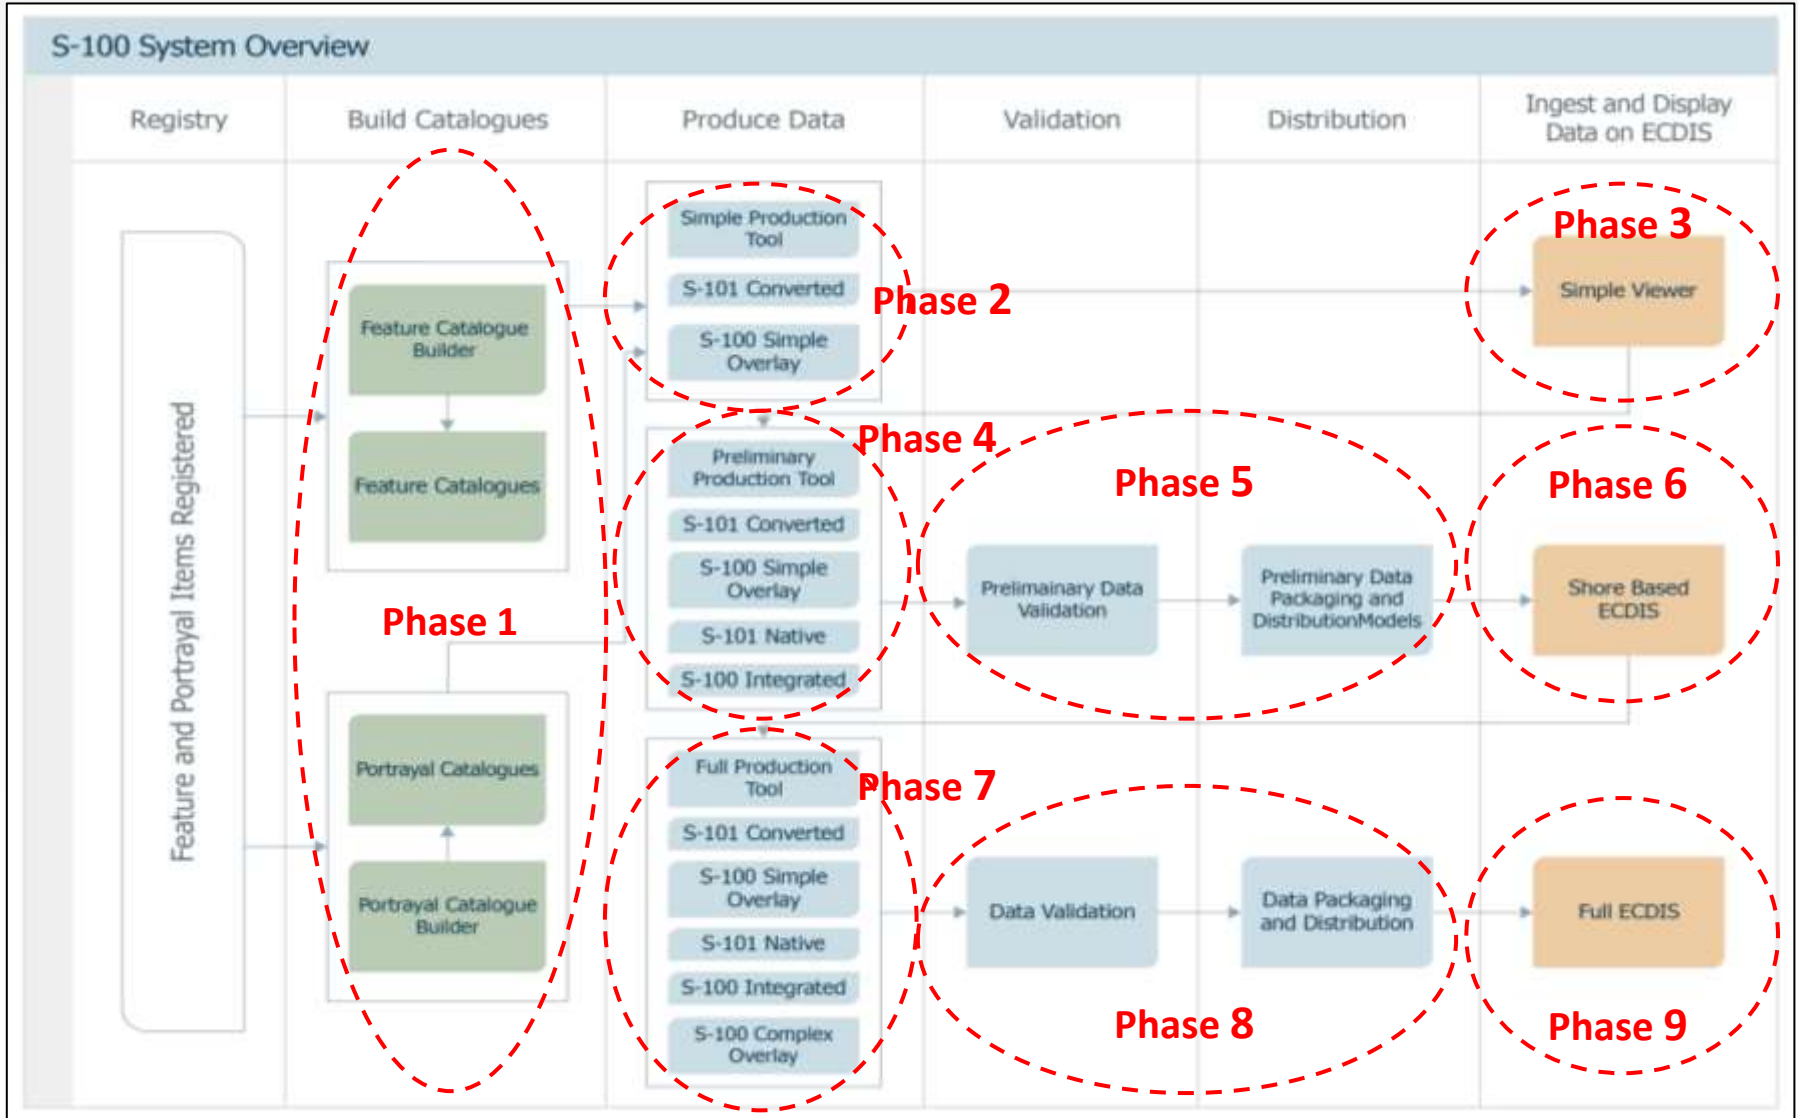 S-100 System Overview
Registry
Build Catalogues
Produce Data
Validation
Distribution
Ingest and Display
Data on ECDIS
Feature and Portrayal Items Registered
Feature Catalogue
Builder
Feature Catalogues
Phase 1
Portrayal Catalogues
Portrayal Catalogue
Builder
Simple Production
Tool
S-101 Converted
S-100 Simple
Overlay
Phase 2
Phase 3
Simple Viewer
Phase 4
Preliminary
Production Tool
S-101 Converted
S-100 Simple
Overlay
S-101 Native
S-100 Integrated
Phase 5
Prelimainary Data
Validation
Preliminary Data
Packaging and
DistributionModels
Phase 6
Shore Based
ECDIS
Phase 7
Full Production
Tool
S-101 Converted
S-100 Simple
Overlay
S-101 Native
S-100 Integrated
S-100 Complex
Overlay
Data Validation
Data Packaging
and Distribution
Phase 8
Full ECDIS
Phase 9